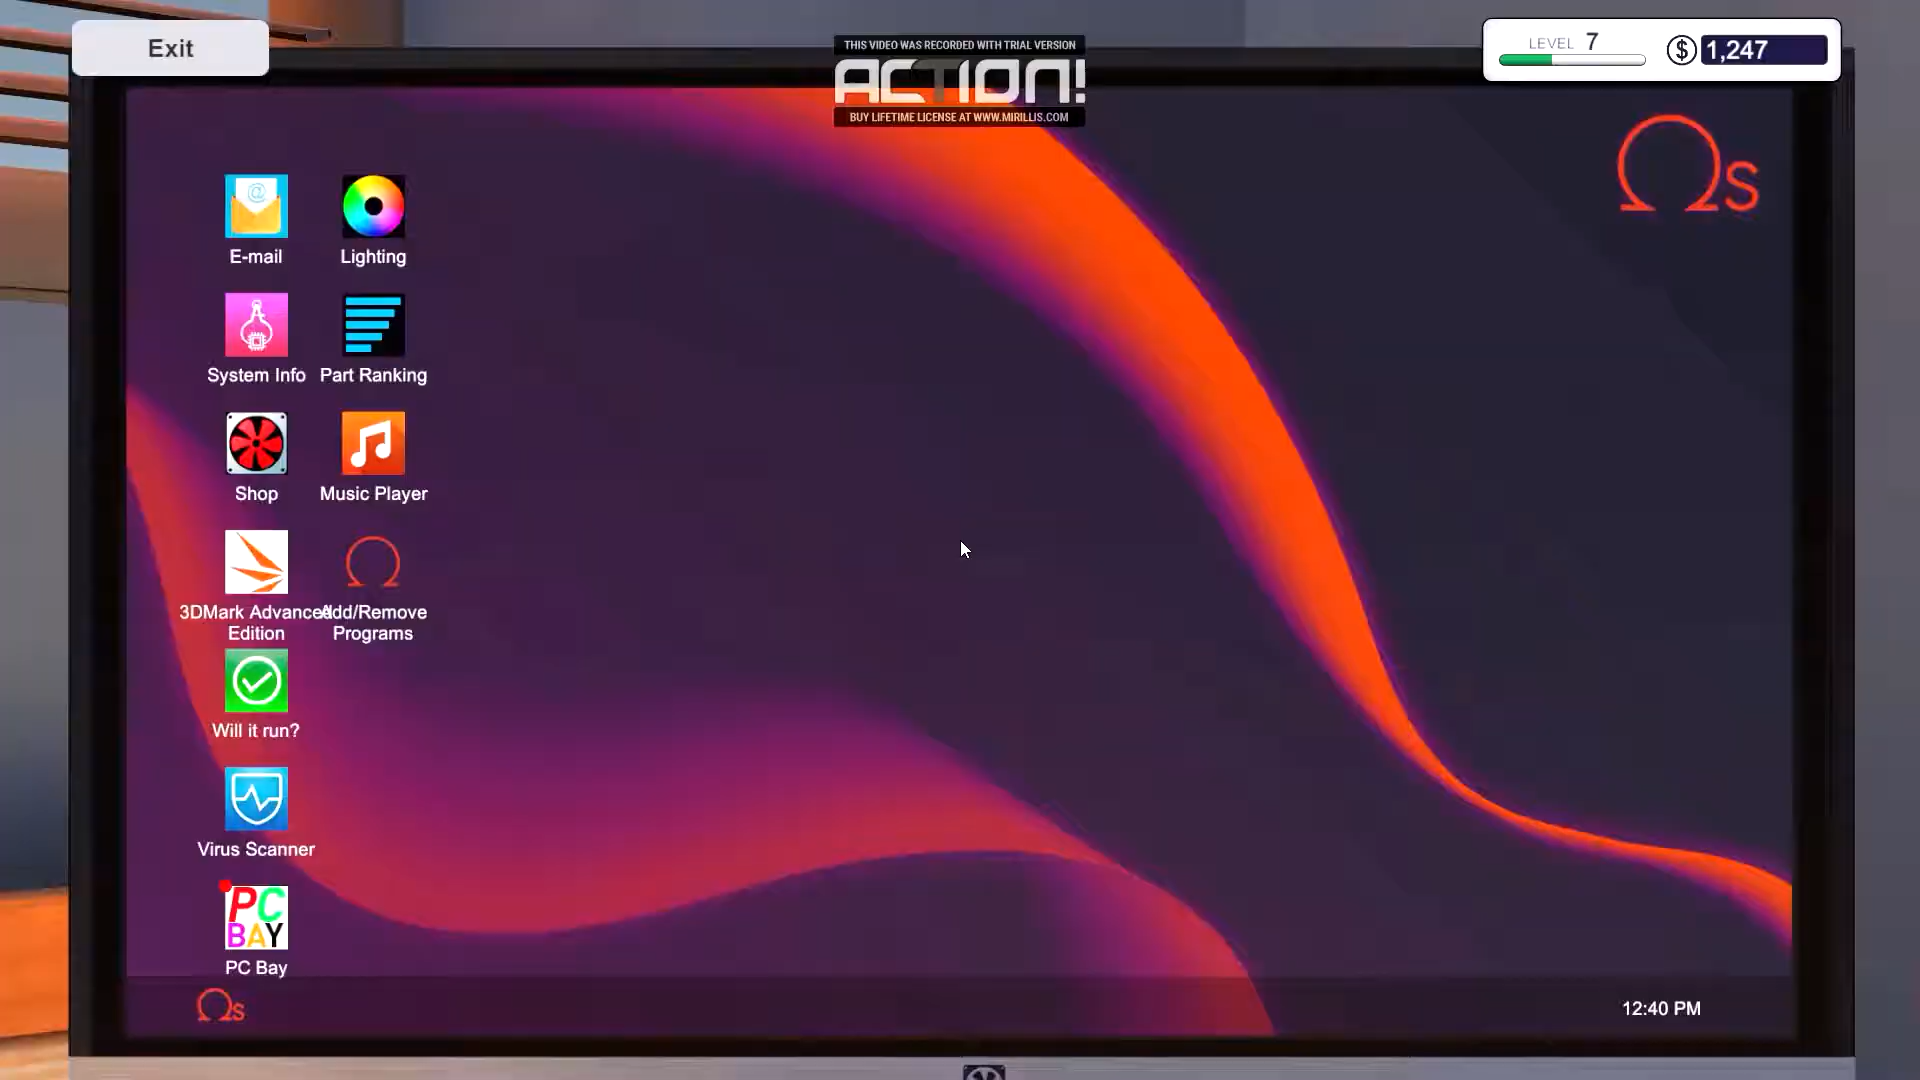 Exit
THIS VIDEO WAS RECORDED WITH TRIAL VERSION
ACTION!
BUY LIFETIME LICENSE AT WWW.MIRILLIS.COM
LEVEL 7
$ 1,247
Ωs
@
E-mail
Lighting
System Info
Part Ranking
Shop
Music Player
3DMark Advanced
Edition
Add/Remove
Programs
Will it run?
Virus Scanner
PC
BAY
PC Bay
Ωs
12:40 PM